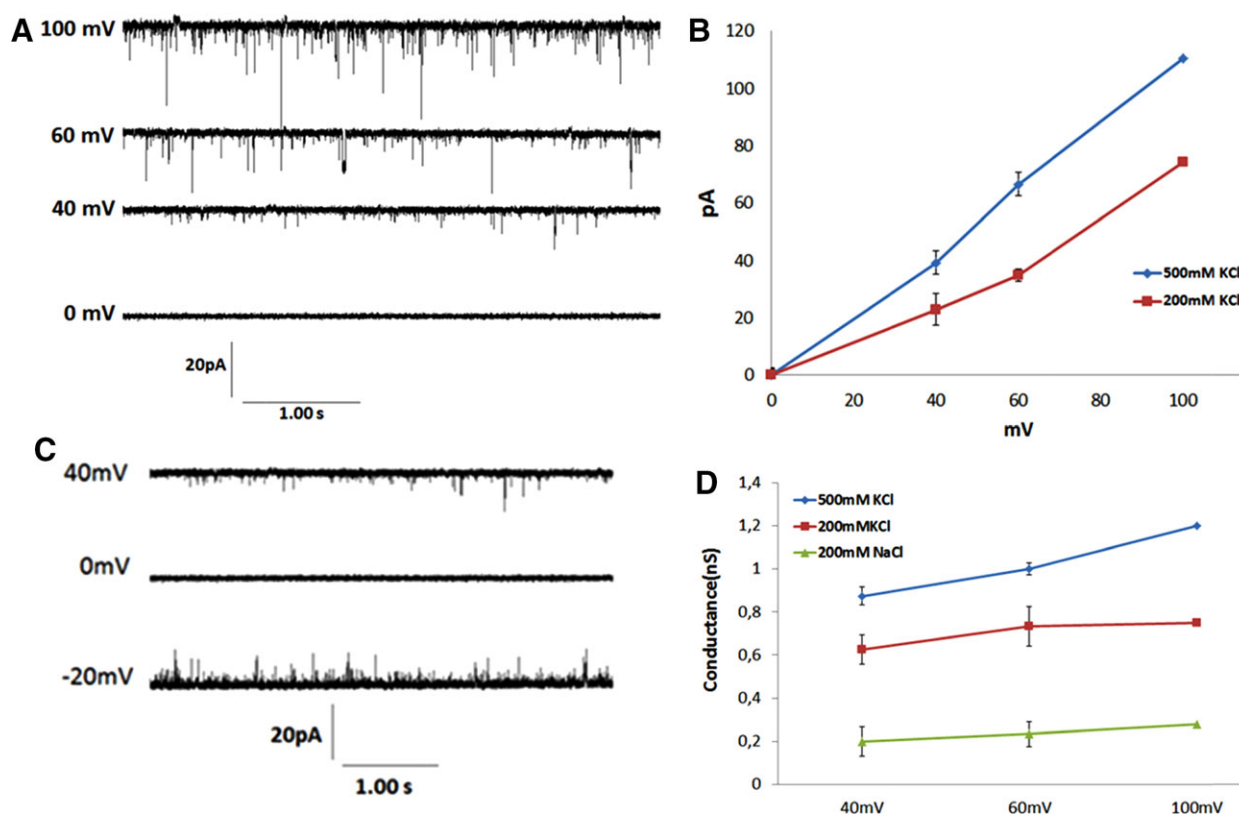 A
100 mV
60 mV
40 mV
0 mV
20pA
1.00 s
B
120
100
80
60
40
20
0
pA
0 20 40 60 80 100
mV
500mM KCl
200mM KCl
C
40mV
0mV
-20mV
20pA
1.00 s
D
1,4
1,2
1
0,8
0,6
0,4
0,2
0
Conductance(nS)
500mM KCl
200mMKCl
200mM NaCl
40mV 60mV 100mV